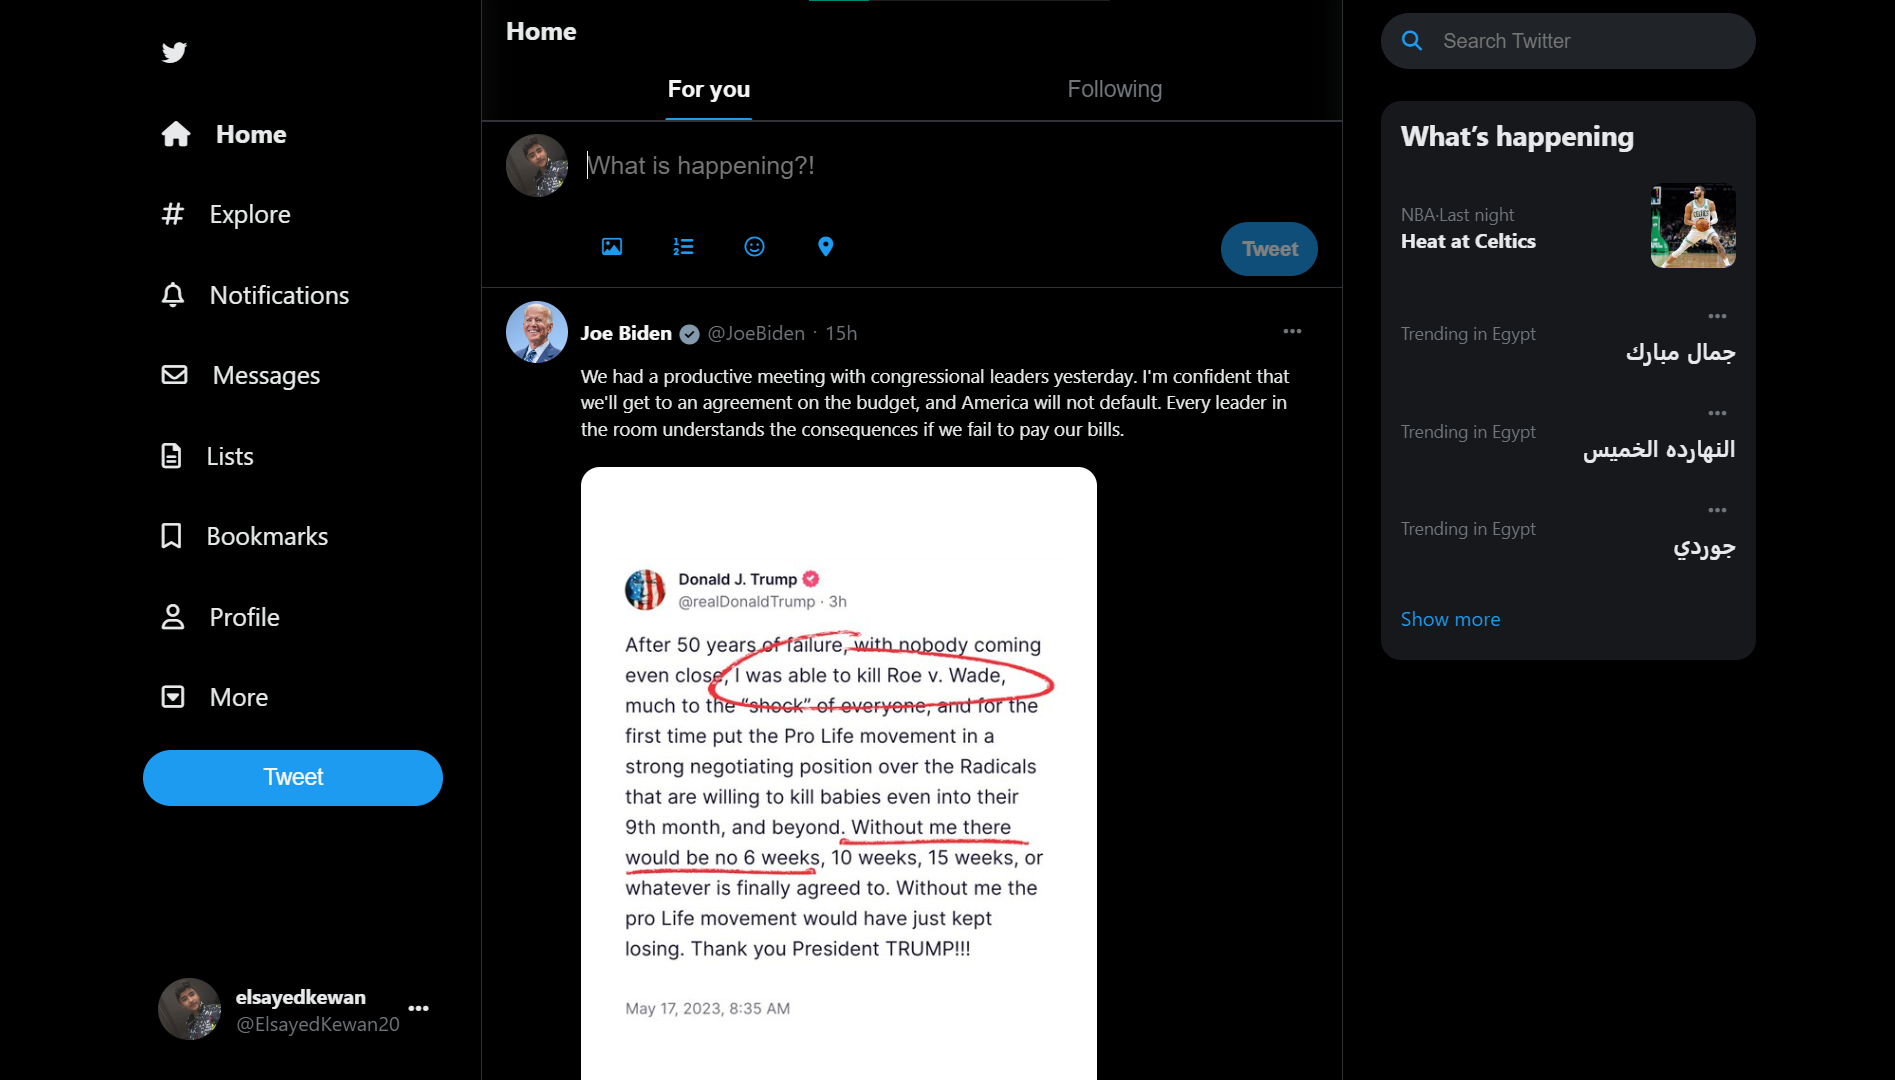 Home
Explore
Notifications
Messages
Lists
Bookmarks
Profile
More
Tweet
elsayedkewan
@ElsayedKewan20
Home
For you
Following
What is happening?!
Tweet
Joe Biden @JoeBiden · 15h
We had a productive meeting with congressional leaders yesterday. I'm confident that
we'll get to an agreement on the budget, and America will not default. Every leader in
the room understands the consequences if we fail to pay our bills.
Donald J. Trump
@realDonaldTrump · 3h
After 50 years of failure, with nobody coming
even close, I was able to kill Roe v. Wade,
much to the “shock” of everyone, and for the
first time put the Pro Life movement in a
strong negotiating position over the Radicals
that are willing to kill babies even into their
9th month, and beyond. Without me there
would be no 6 weeks, 10 weeks, 15 weeks, or
whatever is finally agreed to. Without me the
pro Life movement would have just kept
losing. Thank you President TRUMP!!!
May 17, 2023, 8:35 AM
Search Twitter
What’s happening
NBA·Last night
Heat at Celtics
Trending in Egypt
جمال مبارك
Trending in Egypt
النهارده الخميس
Trending in Egypt
جوردي
Show more